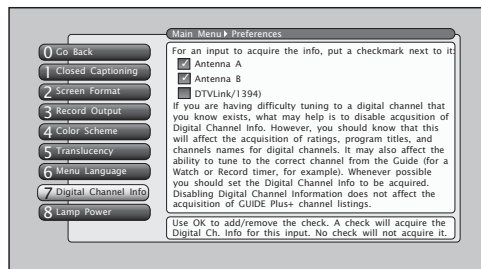 Main Menu Preferences
0 Go Back
1 Closed Captioning
2 Screen Format
3 Record Output
4 Color Scheme
5 Translucency
6 Menu Language
7 Digital Channel Info
8 Lamp Power
For an input to acquire the info, put a checkmark next to it:
Antenna A
Antenna B
DTVLink/1394)
If you are having difficulty tuning to a digital channel that
you know exists, what may help is to disable acqusition of
Digital Channel Info. However, you should know that this
will affect the acquisition of ratings, program titles, and
channels names for digital channels. It may also affect the
ability to tune to the correct channel from the Guide (for a
Watch or Record timer, for example). Whenever possible
you should set the Digital Channel Info to be acquired.
Disabling Digital Channel Information does not affect the
acquisition of GUIDE Plus+ channel listings.
Use OK to add/remove the check. A check will acquire the
Digital Ch. Info for this input. No check will not acquire it.